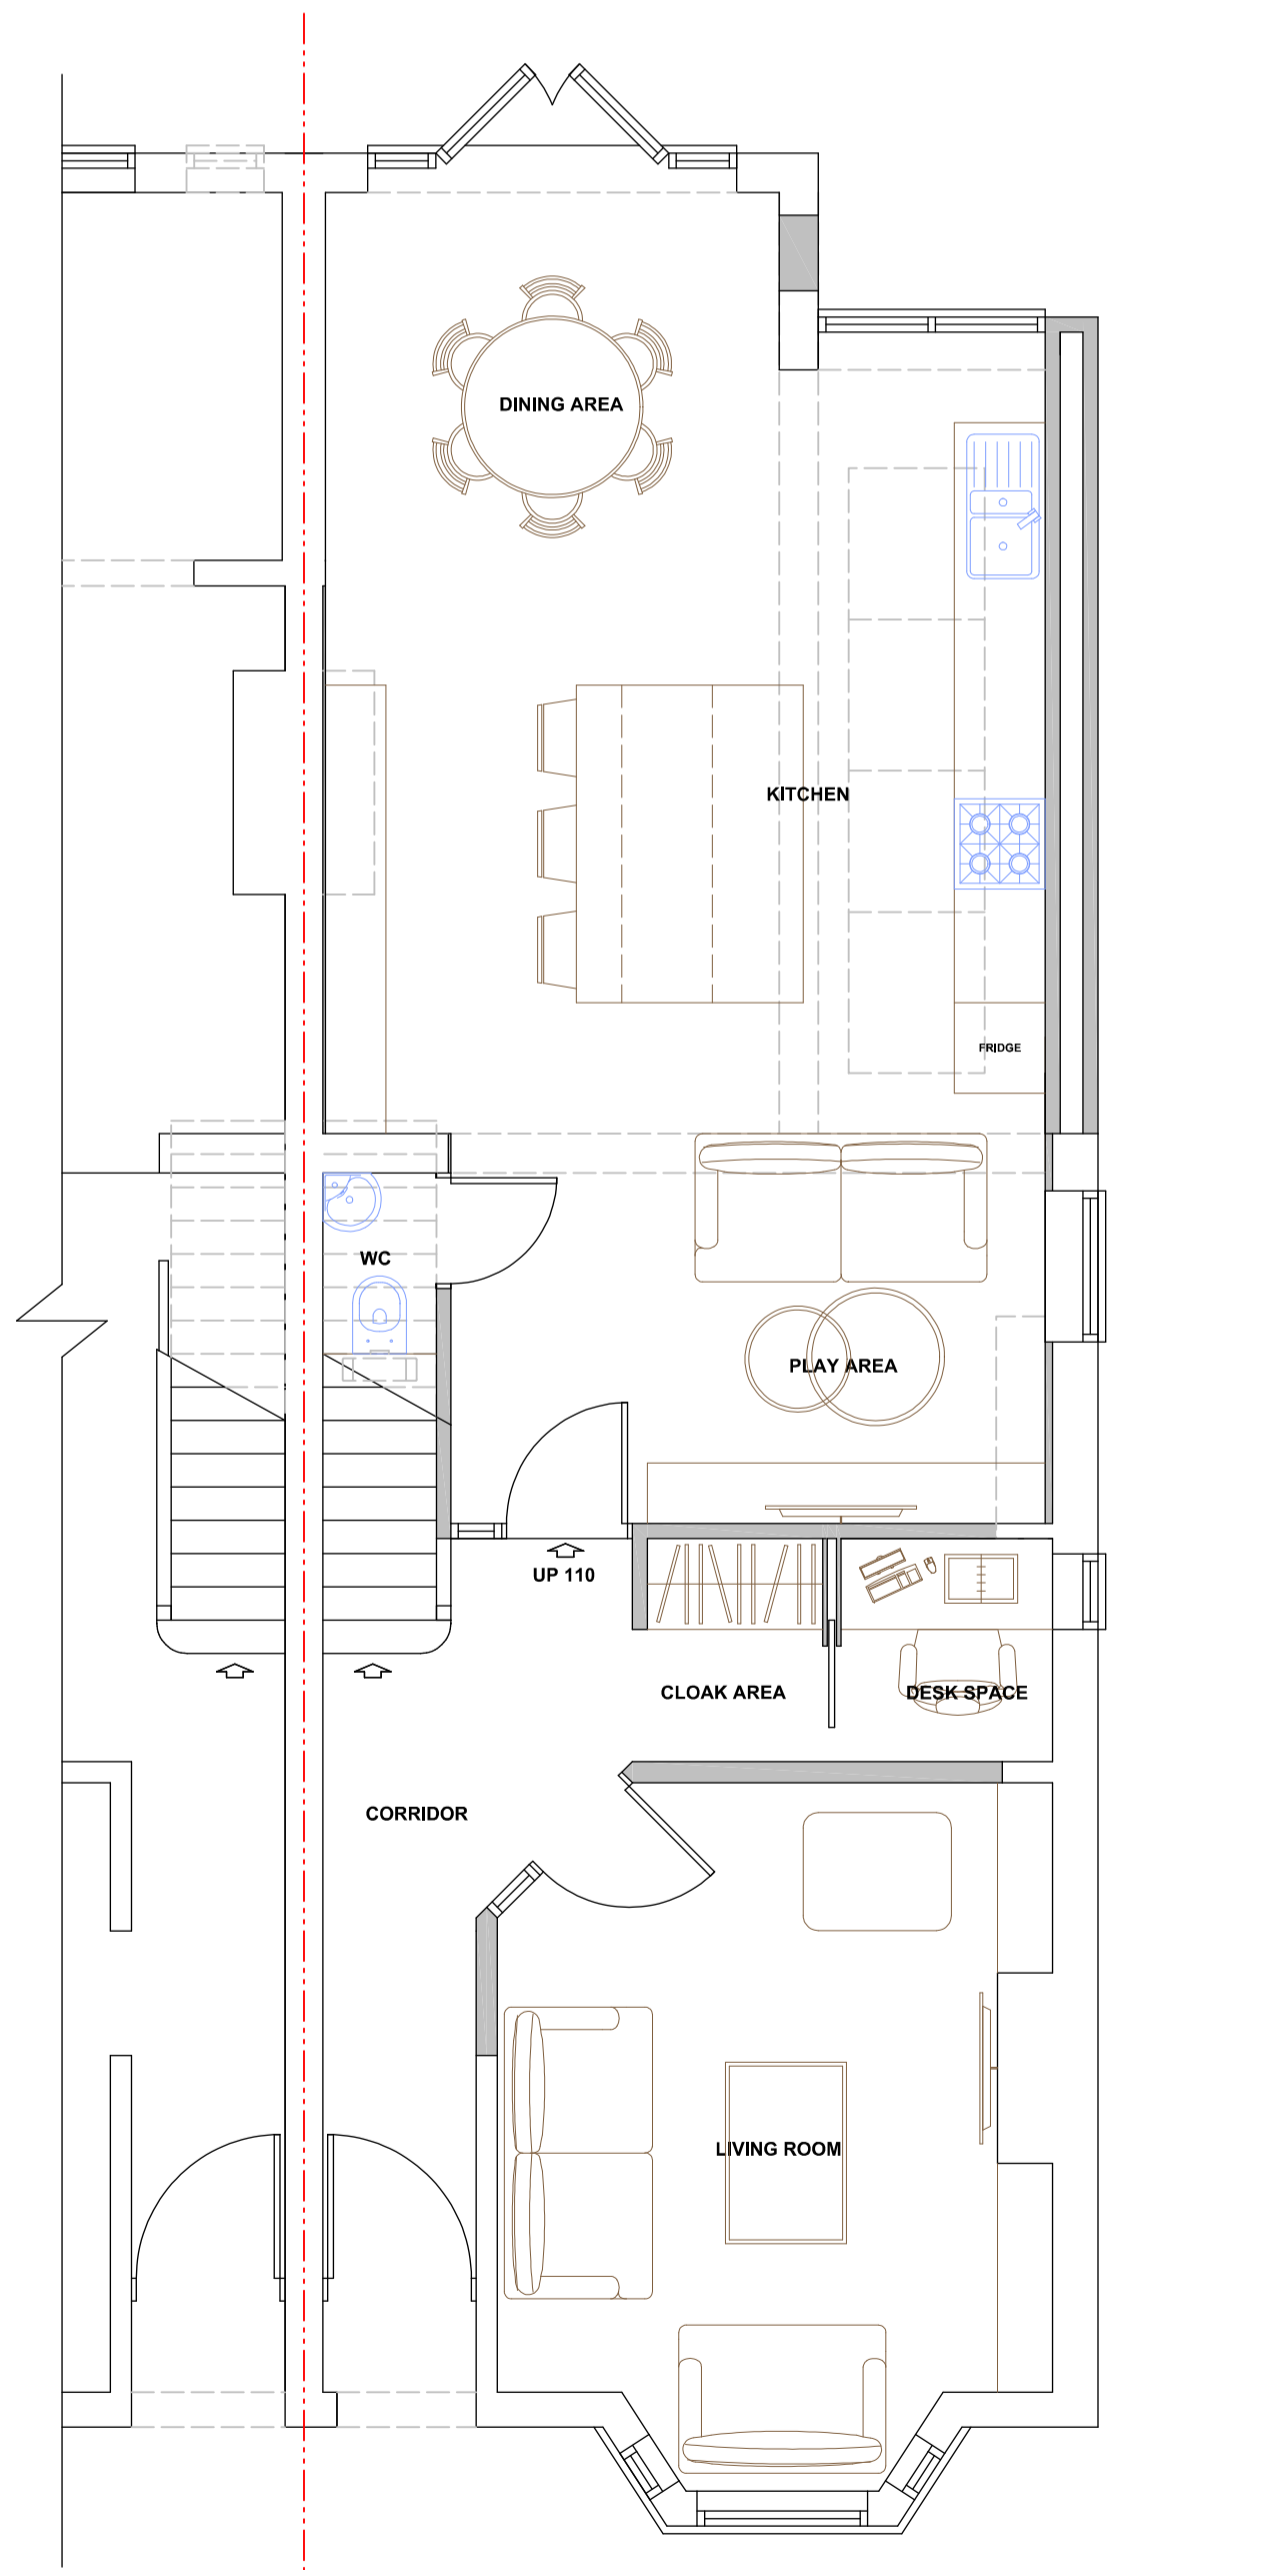 DINING AREA
KITCHEN
FRIDGE
WC
PLAY AREA
UP 110
CLOAK AREA
DESK SPACE
CORRIDOR
LIVING ROOM